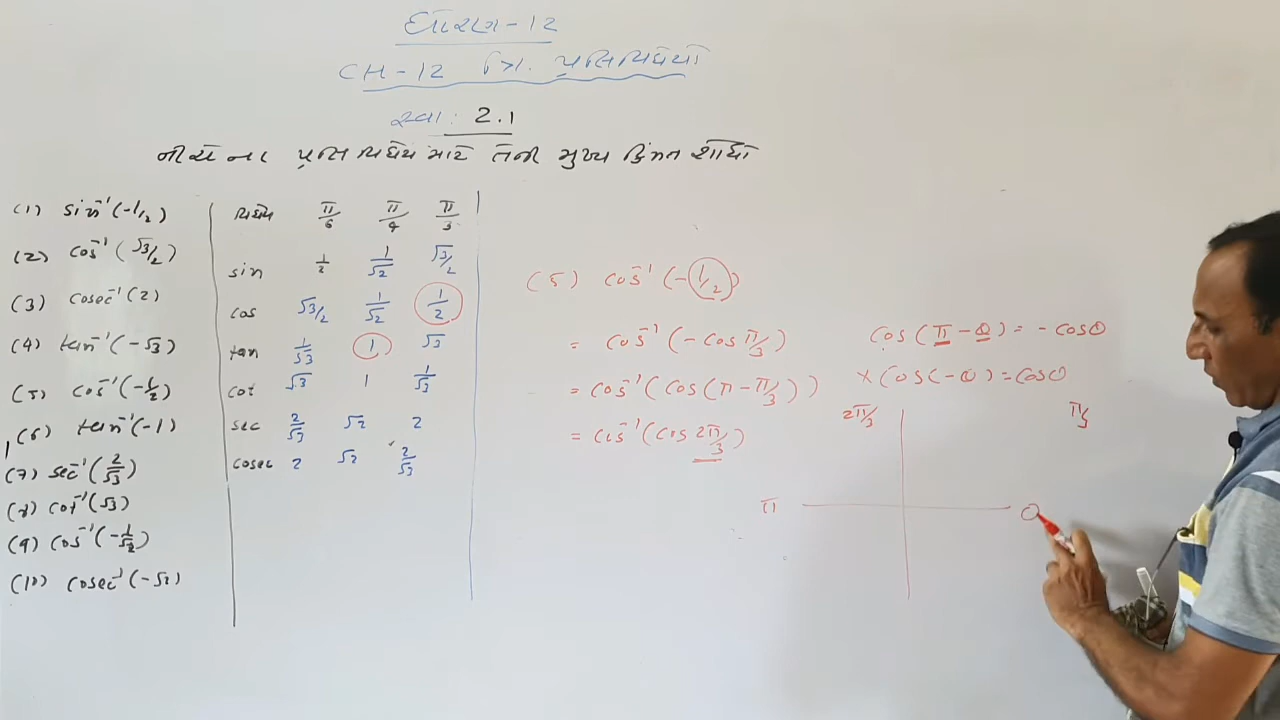 ધોરણ-12
CH-12 ત્રિ. પ્રતિવિધેયો
સ્વા: 2.1
નીચેના પ્રતિવિધેય માટે તેની મુખ્ય કિંમત શોધો
(1) sin⁻¹(-1/2)
(2) cos⁻¹(√3/2)
(3) cosec⁻¹(2)
(4) tan⁻¹(-√3)
(5) cos⁻¹(-1/2)
(6) tan⁻¹(-1)
(7) sec⁻¹(2/√3)
(8) cot⁻¹(√3)
(9) cos⁻¹(-1/√2)
(10) cosec⁻¹(-√2)
વિધેય π/6 π/4 π/3
sin 1/2 1/√2 √3/2
cos √3/2 1/√2 1/2
tan 1/√3 1 √3
cot √3 1 1/√3
sec 2/√3 √2 2
cosec 2 √2 2/√3
(5) cos⁻¹(-1/2)
= cos⁻¹(-cos π/3)
= cos⁻¹(cos(π-π/3))
= cos⁻¹(cos 2π/3)
cos(π-θ)=-cosθ
× cos(-θ)=cosθ
2π/3 π/3
π 0